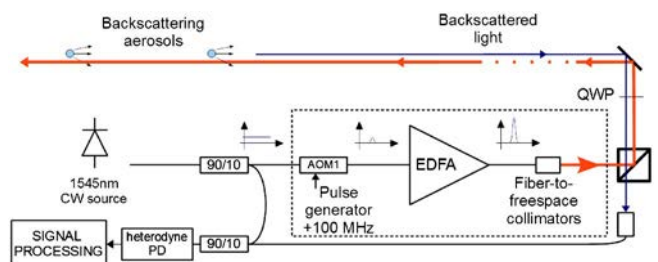 Backscattering
aerosols
Backscattered
light
QWP
1545nm
CW source
90/10
AOM1
Pulse
generator
+100 MHz
EDFA
Fiber-to-
freespace
collimators
SIGNAL
PROCESSING
heterodyne
PD
90/10